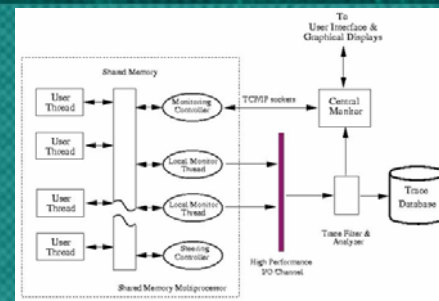 To
User Interface &
Graphical Displays
Shared Memory
User
Thread
Monitoring
Controller
TCP/IP sockets
Central
Monitor
User
Thread
Local Monitor
Thread
User
Thread
Local Monitor
Thread
Trace
Database
User
Thread
Steering
Controller
Trace Filter &
Analyzer
High Performance
I/O Channel
Shared Memory Multiprocessor